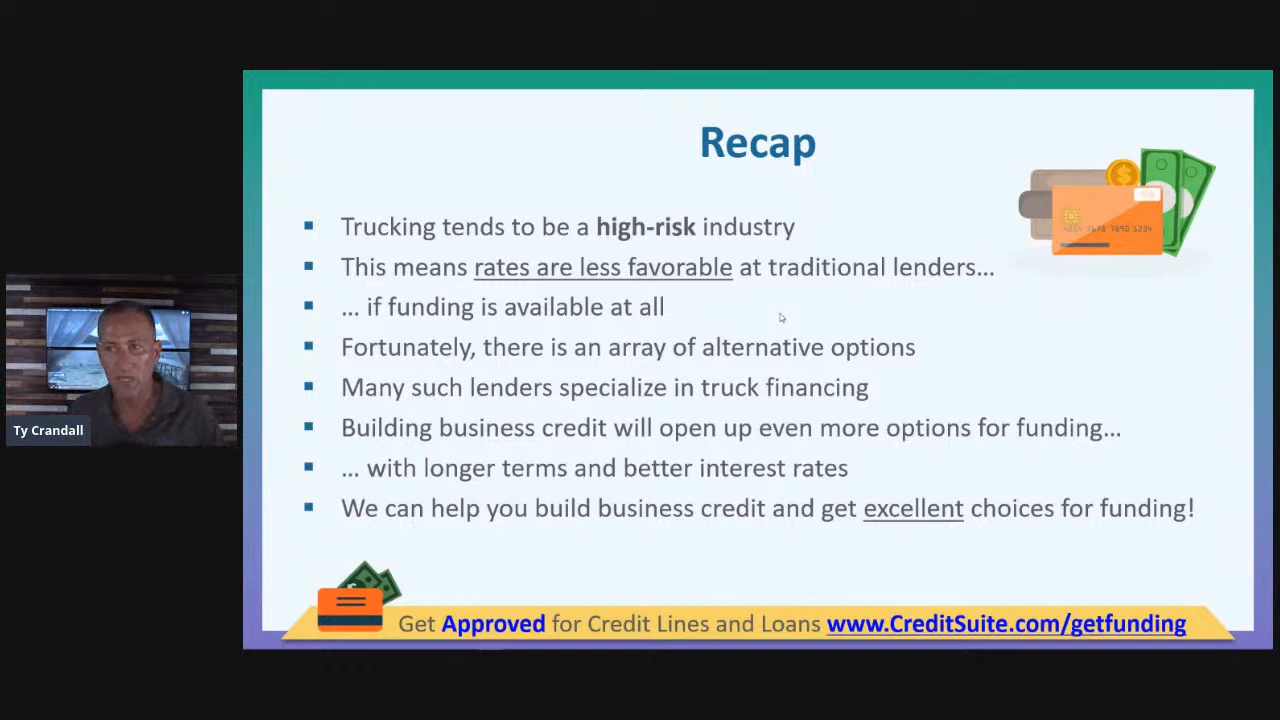 Recap
Trucking tends to be a high-risk industry
This means rates are less favorable at traditional lenders...
... if funding is available at all
Fortunately, there is an array of alternative options
Many such lenders specialize in truck financing
Building business credit will open up even more options for funding...
... with longer terms and better interest rates
We can help you build business credit and get excellent choices for funding!
Ty Crandall
Get Approved for Credit Lines and Loans www.CreditSuite.com/getfunding